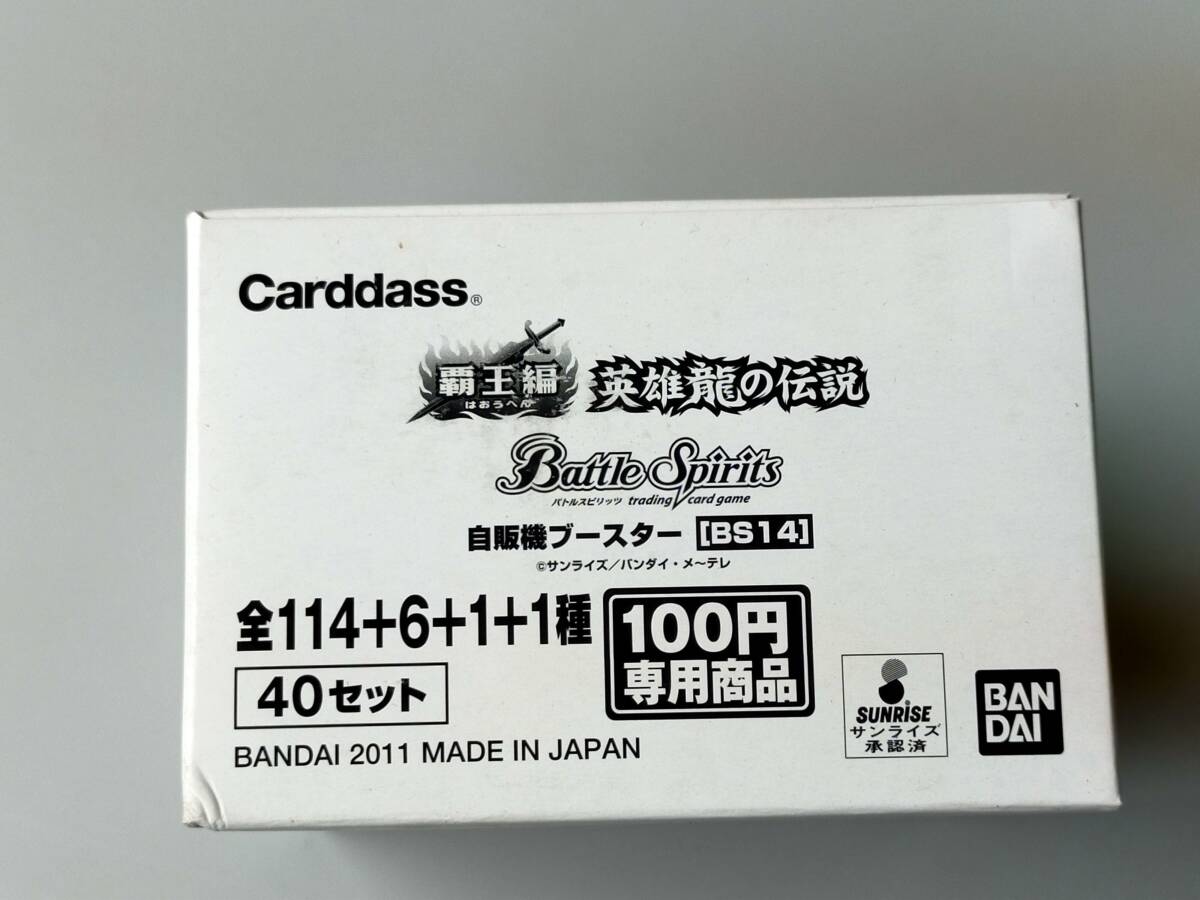 Carddass®
覇王編 英雄龍の伝説
はおうへん
Battle Spirits
バトルスピリッツ trading card game
自販機ブースター [BS14]
©サンライズ/バンダイ・メ〜テレ
全114+6+1+1種
100円
専用商品
40セット
BANDAI 2011 MADE IN JAPAN
SUNRISE
サンライズ
承認済
BAN
DAI